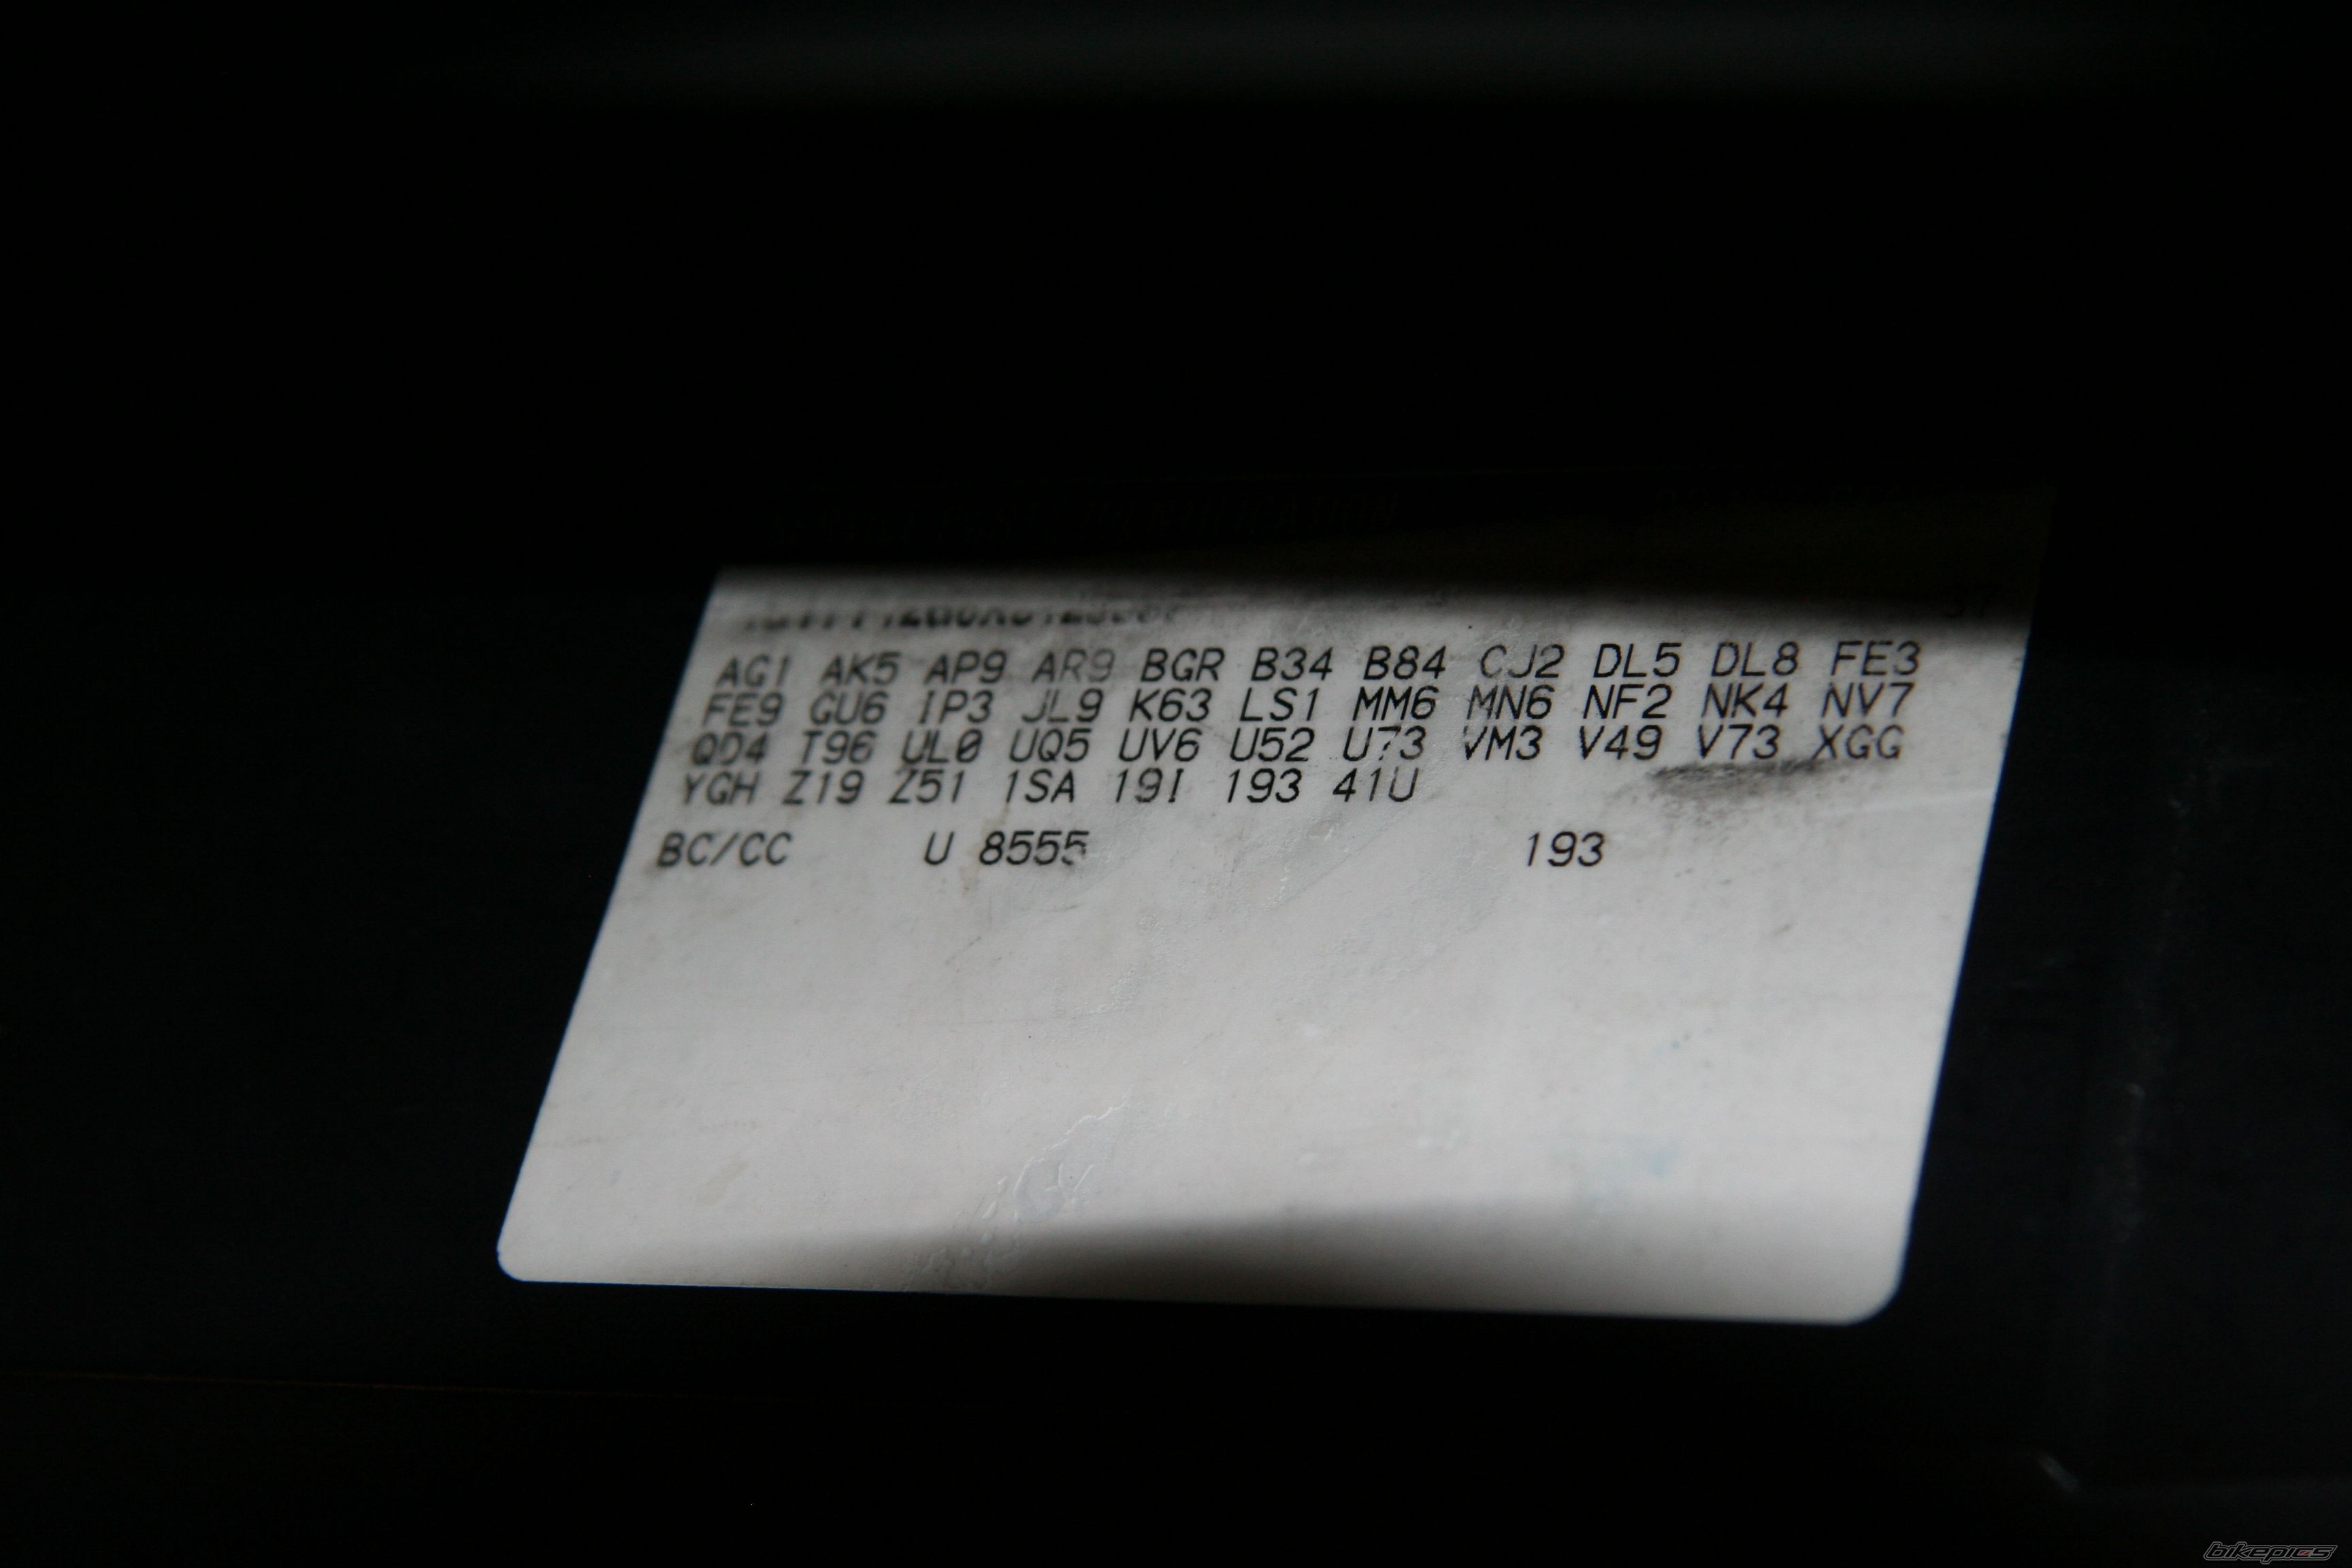 AG1 AK5 AP9 AR9 BGR B34 B84 CJ2 DL5 DL8 FE3
FE9 GU6 IP3 JL9 K63 LS1 MM6 MN6 NF2 NK4 NV7
QD4 T96 UL0 UQ5 UV6 U52 U73 VM3 V49 V73 XGG
YGH Z19 Z51 1SA 19I 193 41U
BC/CC U 8555 193
bikepics